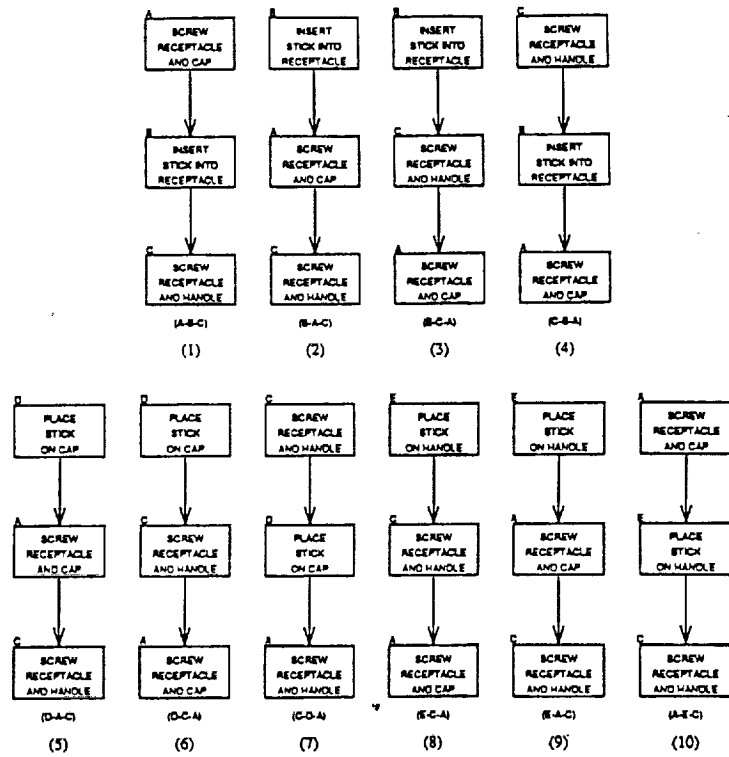 A
SCREW
RECEPTACLE
AND CAP
B
INSERT
STICK INTO
RECEPTACLE
C
SCREW
RECEPTACLE
AND HANDLE
(A-B-C)
(1)
B
INSERT
STICK INTO
RECEPTACLE
A
SCREW
RECEPTACLE
AND CAP
C
SCREW
RECEPTACLE
AND HANDLE
(B-A-C)
(2)
B
INSERT
STICK INTO
RECEPTACLE
C
SCREW
RECEPTACLE
AND HANDLE
A
SCREW
RECEPTACLE
AND CAP
(B-C-A)
(3)
C
SCREW
RECEPTACLE
AND HANDLE
B
INSERT
STICK INTO
RECEPTACLE
A
SCREW
RECEPTACLE
AND CAP
(C-B-A)
(4)
D
PLACE
STICK
ON CAP
A
SCREW
RECEPTACLE
AND CAP
C
SCREW
RECEPTACLE
AND HANDLE
(D-A-C)
(5)
D
PLACE
STICK
ON CAP
C
SCREW
RECEPTACLE
AND HANDLE
A
SCREW
RECEPTACLE
AND CAP
(D-C-A)
(6)
C
SCREW
RECEPTACLE
AND HANDLE
D
PLACE
STICK
ON CAP
A
SCREW
RECEPTACLE
AND HANDLE
(C-D-A)
(7)
E
PLACE
STICK
ON HANDLE
C
SCREW
RECEPTACLE
AND HANDLE
A
SCREW
RECEPTACLE
AND CAP
(E-C-A)
(8)
E
PLACE
STICK
ON HANDLE
A
SCREW
RECEPTACLE
AND CAP
C
SCREW
RECEPTACLE
AND HANDLE
(E-A-C)
(9)
A
SCREW
RECEPTACLE
AND CAP
E
PLACE
STICK
ON HANDLE
C
SCREW
RECEPTACLE
AND HANDLE
(A-E-C)
(10)